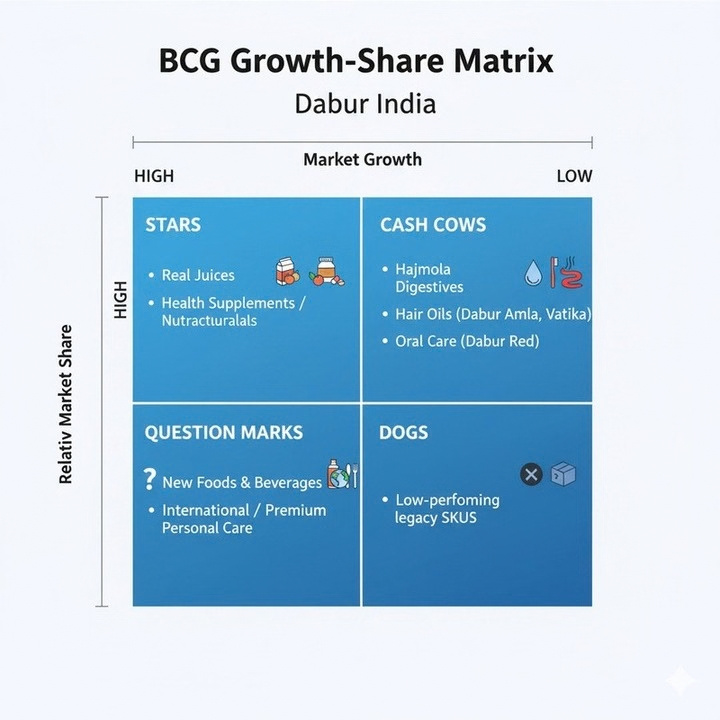 BCG Growth-Share Matrix
Dabur India
Market Growth
HIGH
LOW
Relativ Market Share
HIGH
STARS
• Real Juices
• Health Supplements /
Nutracturalals
CASH COWS
• Hajmola
Digestives
• Hair Oils (Dabur Amla, Vatika)
• Oral Care (Dabur Red)
QUESTION MARKS
? New Foods & Beverages
• International / Premium
Personal Care
DOGS
• Low-perfoming
legacy SKUS